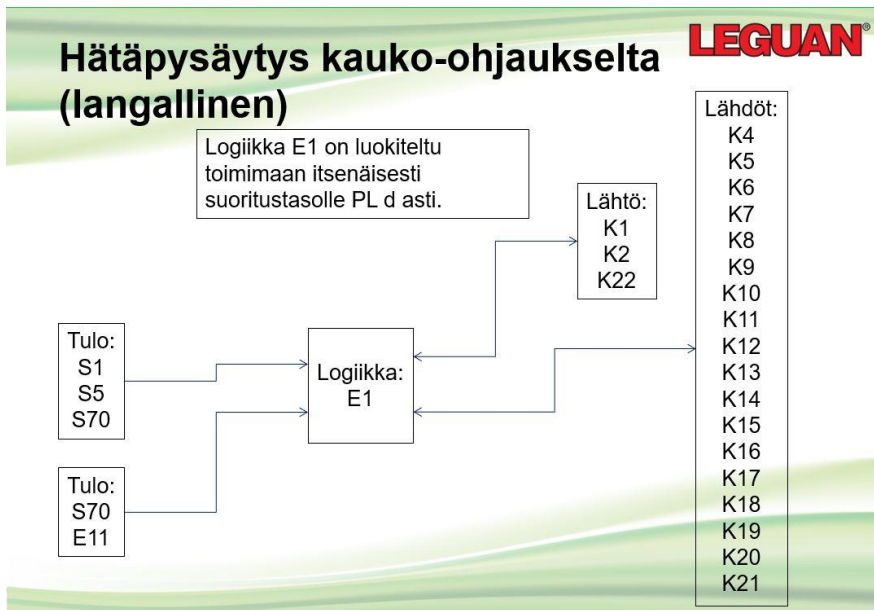 Hätäpysäytys kauko-ohjaukselta
(langallinen)
LEGUAN®
Logiikka E1 on luokiteltu
toimimaan itsenäisesti
suoritustasolle PL d asti.
Tulo:
S1
S5
S70
Tulo:
S70
E11
Logiikka:
E1
Lähtö:
K1
K2
K22
Lähdöt:
K4
K5
K6
K7
K8
K9
K10
K11
K12
K13
K14
K15
K16
K17
K18
K19
K20
K21